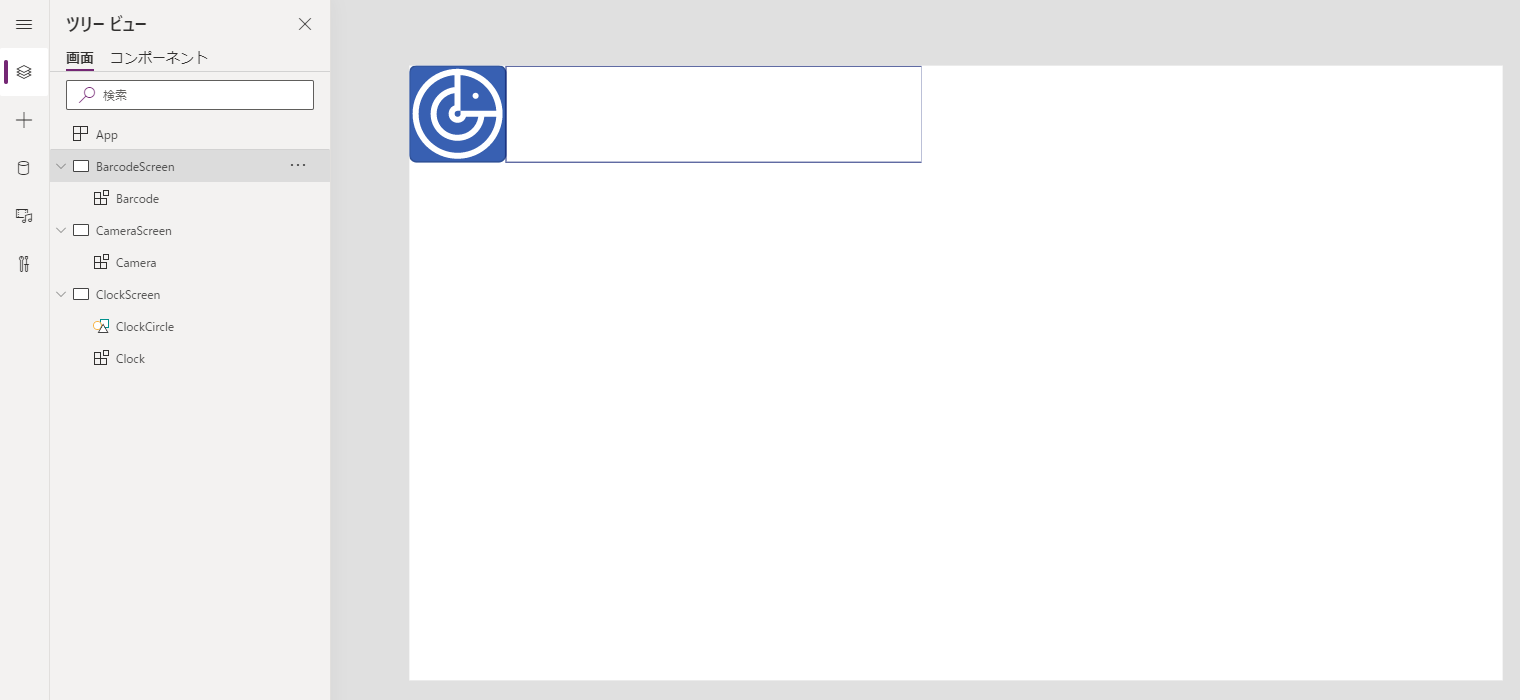 ツリー ビュー
画面 コンポーネント
検索
App
BarcodeScreen ...
Barcode
CameraScreen
Camera
ClockScreen
ClockCircle
Clock